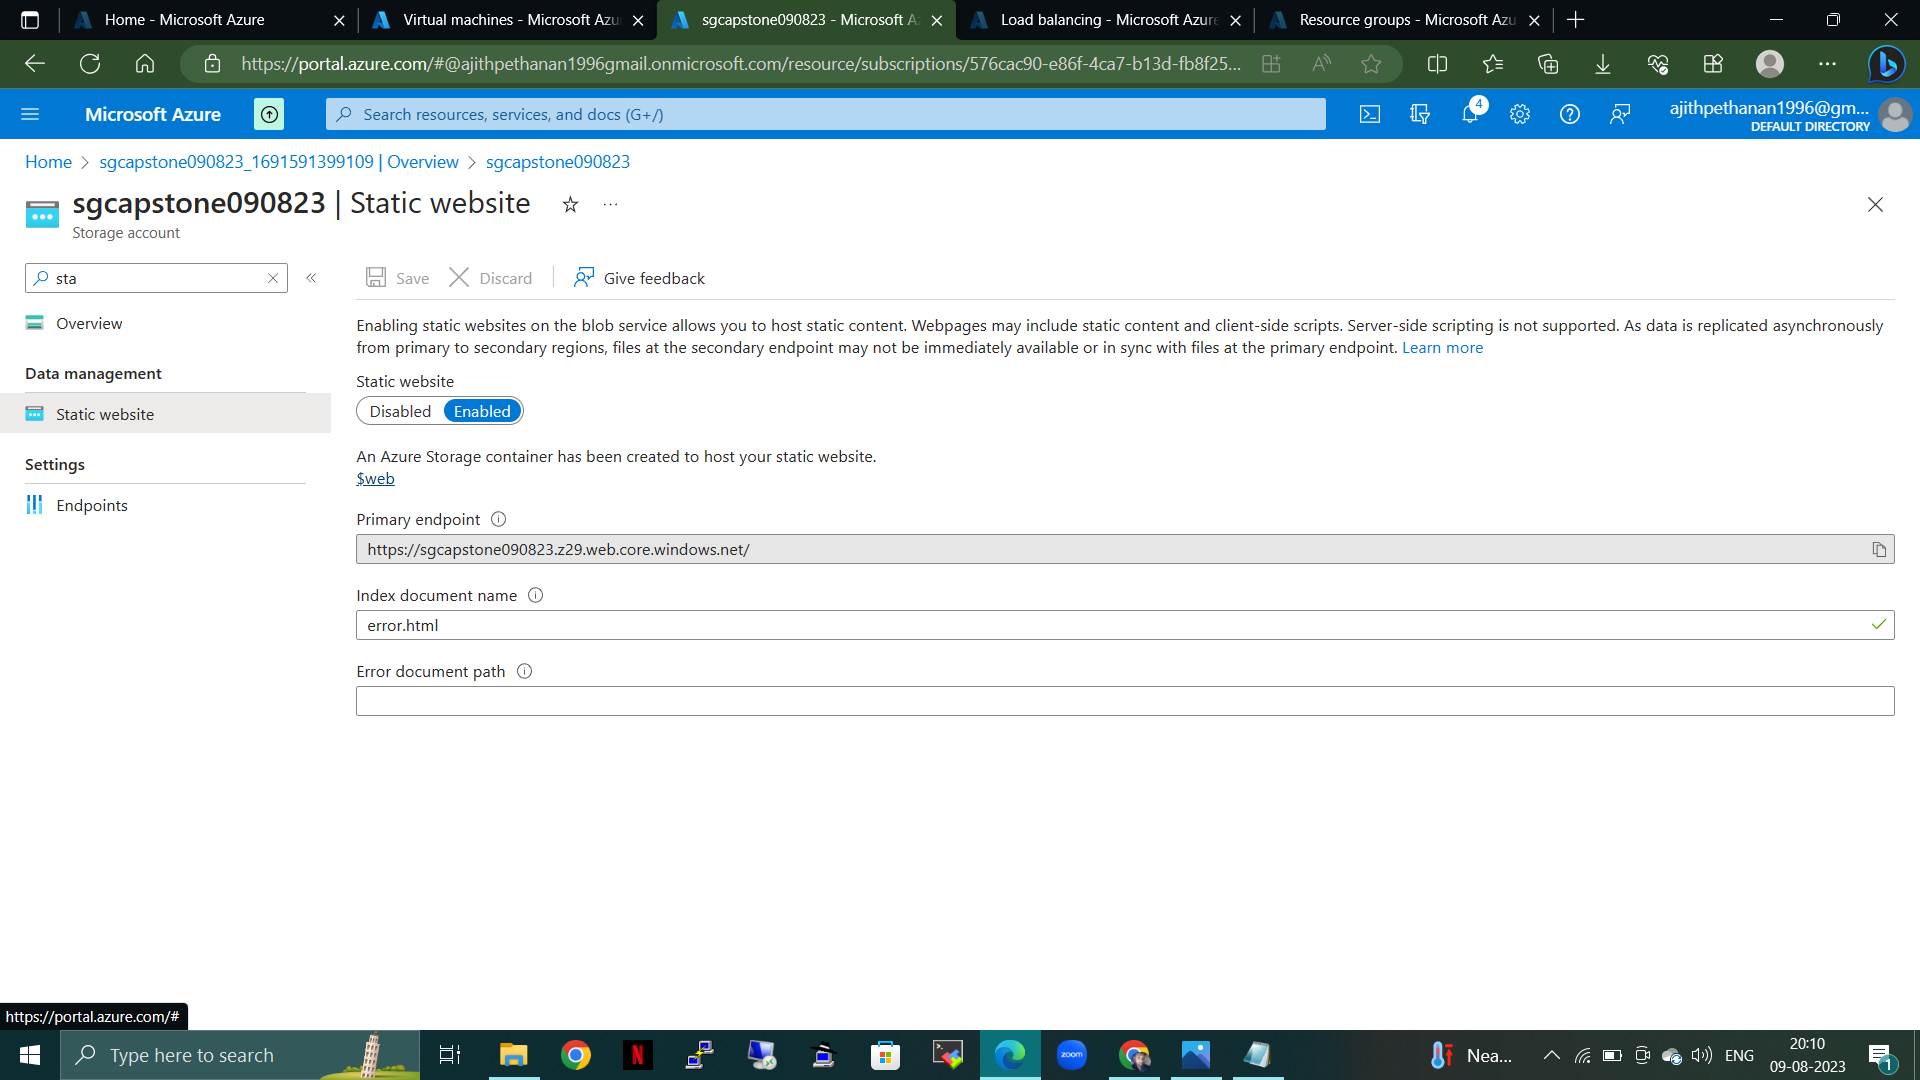 Home - Microsoft Azure
Virtual machines - Microsoft Azu
sgcapstone090823 - Microsoft A
Load balancing - Microsoft Azure
Resource groups - Microsoft Azu
https://portal.azure.com/#@ajithpethanan1996gmail.onmicrosoft.com/resource/subscriptions/576cac90-e86f-4ca7-b13d-fb8f25...
Microsoft Azure
Search resources, services, and docs (G+/)
4
ajithpethanan1996@gm...
DEFAULT DIRECTORY
Home > sgcapstone090823_1691591399109 | Overview > sgcapstone090823
sgcapstone090823 | Static website
Storage account
sta
Overview
Data management
Static website
Settings
Endpoints
Save
Discard
Give feedback
Enabling static websites on the blob service allows you to host static content. Webpages may include static content and client-side scripts. Server-side scripting is not supported. As data is replicated asynchronously
from primary to secondary regions, files at the secondary endpoint may not be immediately available or in sync with files at the primary endpoint. Learn more
Static website
Disabled Enabled
An Azure Storage container has been created to host your static website.
$web
Primary endpoint
https://sgcapstone090823.z29.web.core.windows.net/
Index document name
error.html
Error document path
https://portal.azure.com/#
Type here to search
N
zoom
Nea...
ENG
20:10
09-08-2023
1